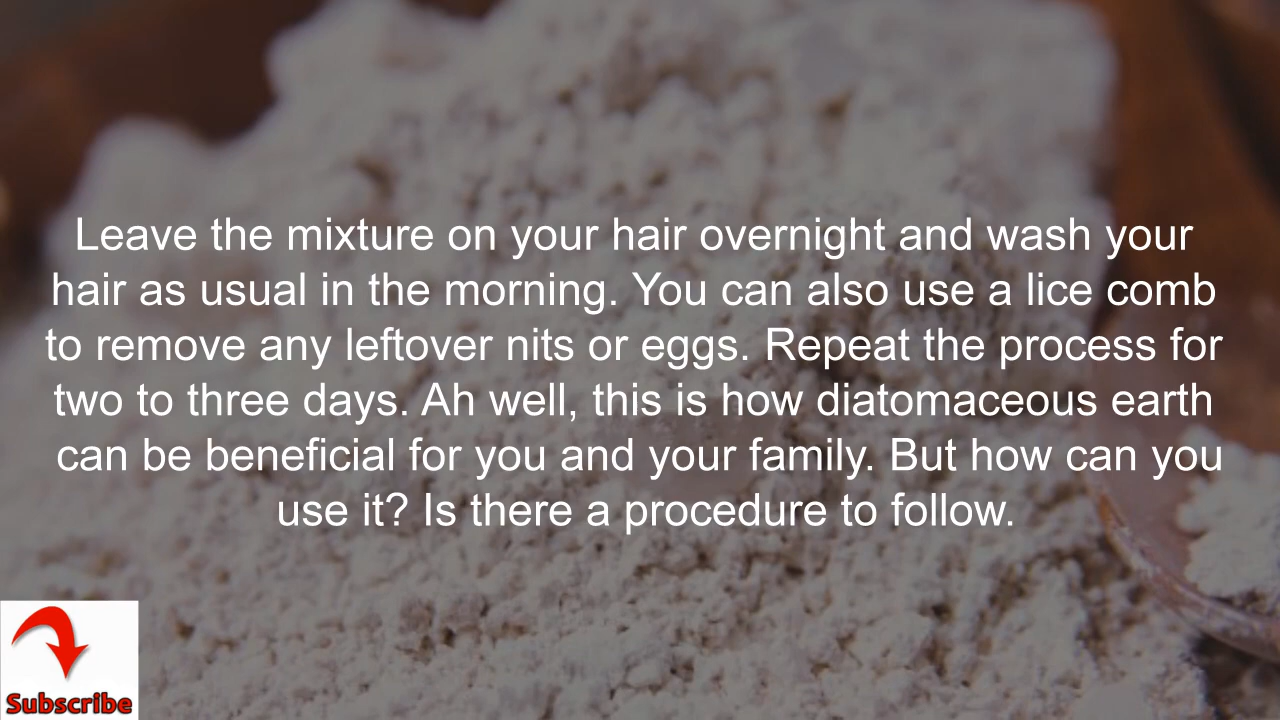 Leave the mixture on your hair overnight and wash your
hair as usual in the morning. You can also use a lice comb
to remove any leftover nits or eggs. Repeat the process for
two to three days. Ah well, this is how diatomaceous earth
can be beneficial for you and your family. But how can you
use it? Is there a procedure to follow.
Subscribe